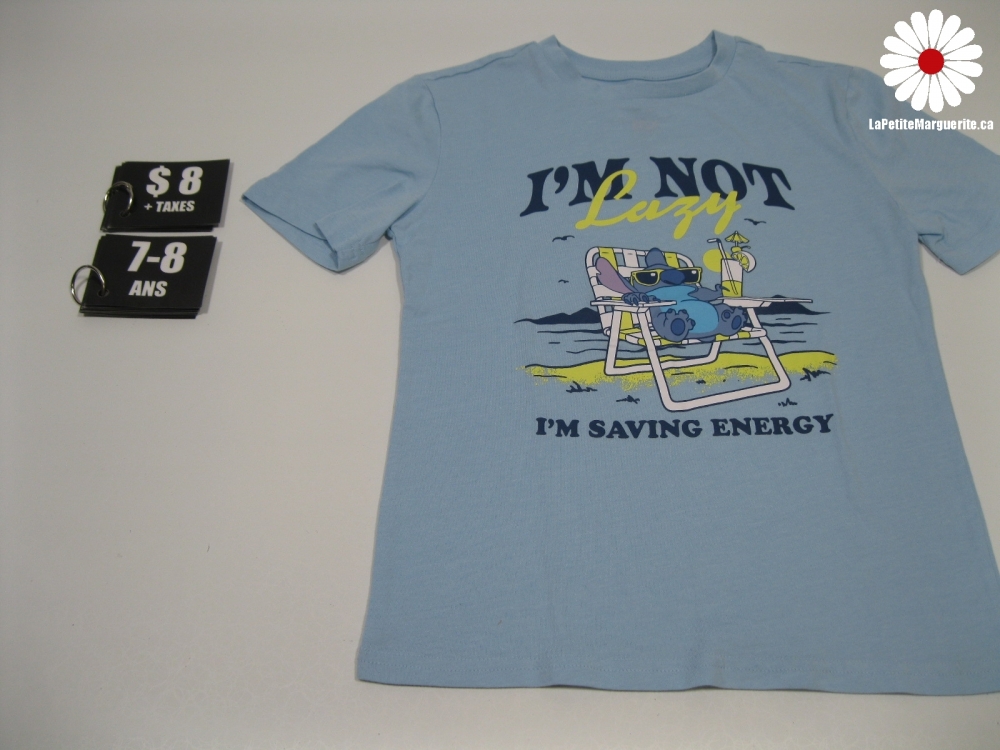 LaPetiteMarguerite.ca
$ 8
+ TAXES
7-8
ANS
I'M NOT
Lazy
I'M SAVING ENERGY